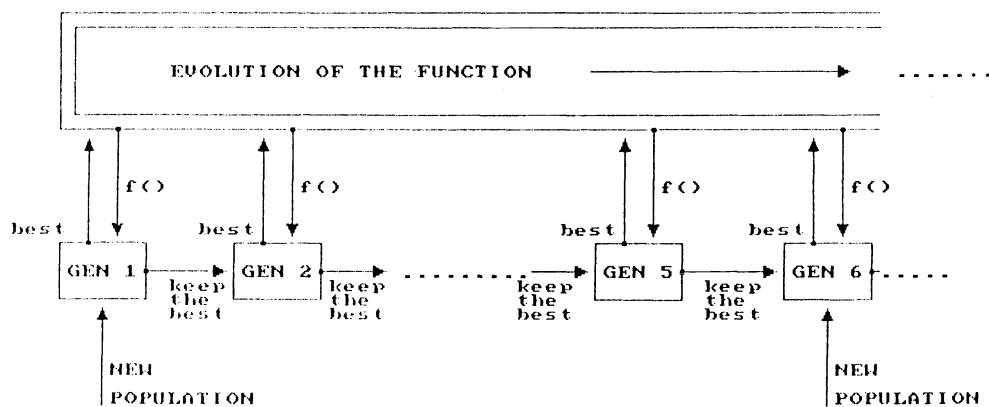 EVOLUTION OF THE FUNCTION
f()
f()
f()
f()
best
best
best
best
GEN 1
GEN 2
GEN 5
GEN 6
keep
the
best
keep
the
best
keep
the
best
keep
the
best
NEW
POPULATION
NEW
POPULATION